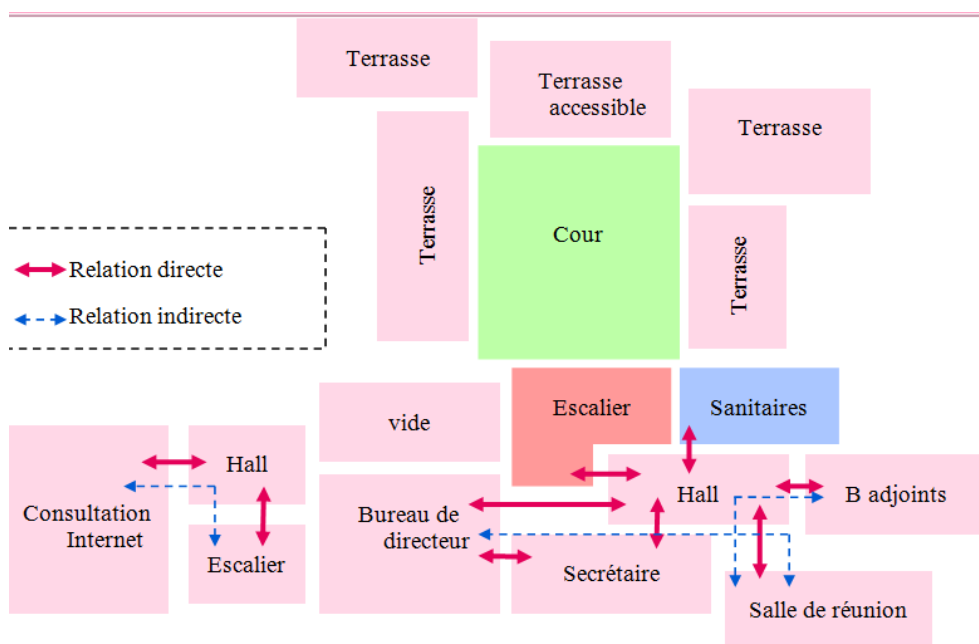 Terrasse
Terrasse
accessible
Terrasse
Terrasse
Cour
Terrasse
Relation directe
Relation indirecte
Escalier
Sanitaires
vide
Hall
Consultation
Internet
Escalier
Bureau de
directeur
Hall
B adjoints
Secrétaire
Salle de réunion